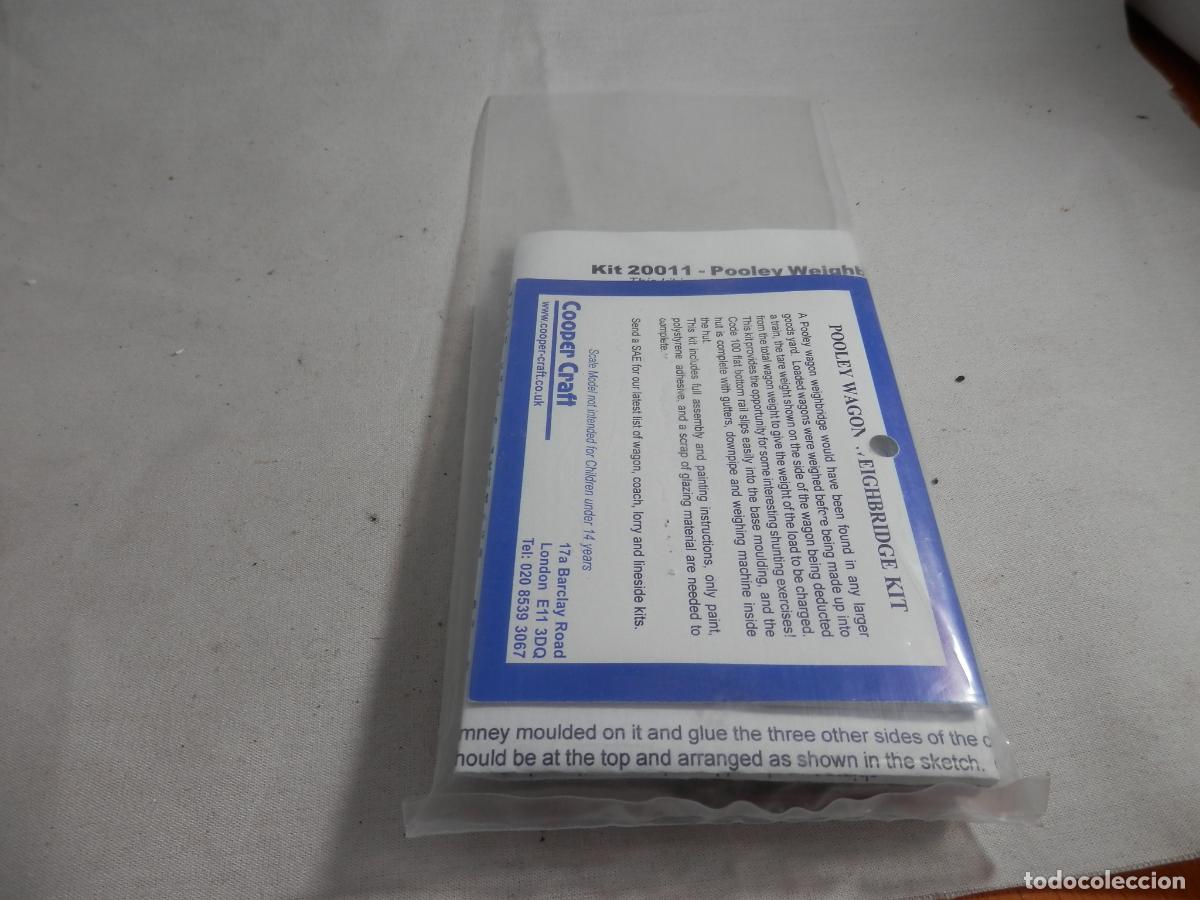 Kit 20011 - Pooley Weighb
POOLEY WAGON WEIGHBRIDGE KIT
A Pooley wagon weighbridge would have been found in any larger
goods yard. Loaded wagons were weighed before being made up into
a train, the tare weight shown on the side of the wagon being deducted
from the total wagon weight to give the weight of the load to be charged.
This kit provides the opportunity for some interesting shunting exercises!
Code 100 flat bottom rail slips easily into the base moulding, and the
hut is complete with gutters, downpipe and weighing machine inside
the hut.
This kit includes full assembly and painting instructions, only paint,
polystyrene adhesive, and a scrap of glazing material are needed to
complete.
Send a SAE for our latest list of wagon, coach, lorry and lineside kits.
Scale Model not intended for Children under 14 years
Cooper Craft
www.cooper-craft.co.uk
17a Barclay Road
London E11 3DQ
Tel: 020 8539 3067
mney moulded on it and glue the three other sides of the c
hould be at the top and arranged as shown in the sketch.
todocoleccion